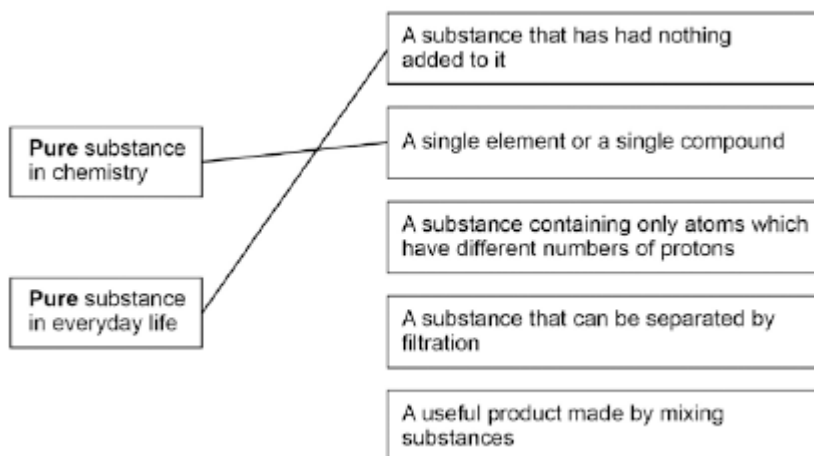 Pure substance
in chemistry
Pure substance
in everyday life
A substance that has had nothing
added to it
A single element or a single compound
A substance containing only atoms which
have different numbers of protons
A substance that can be separated by
filtration
A useful product made by mixing
substances